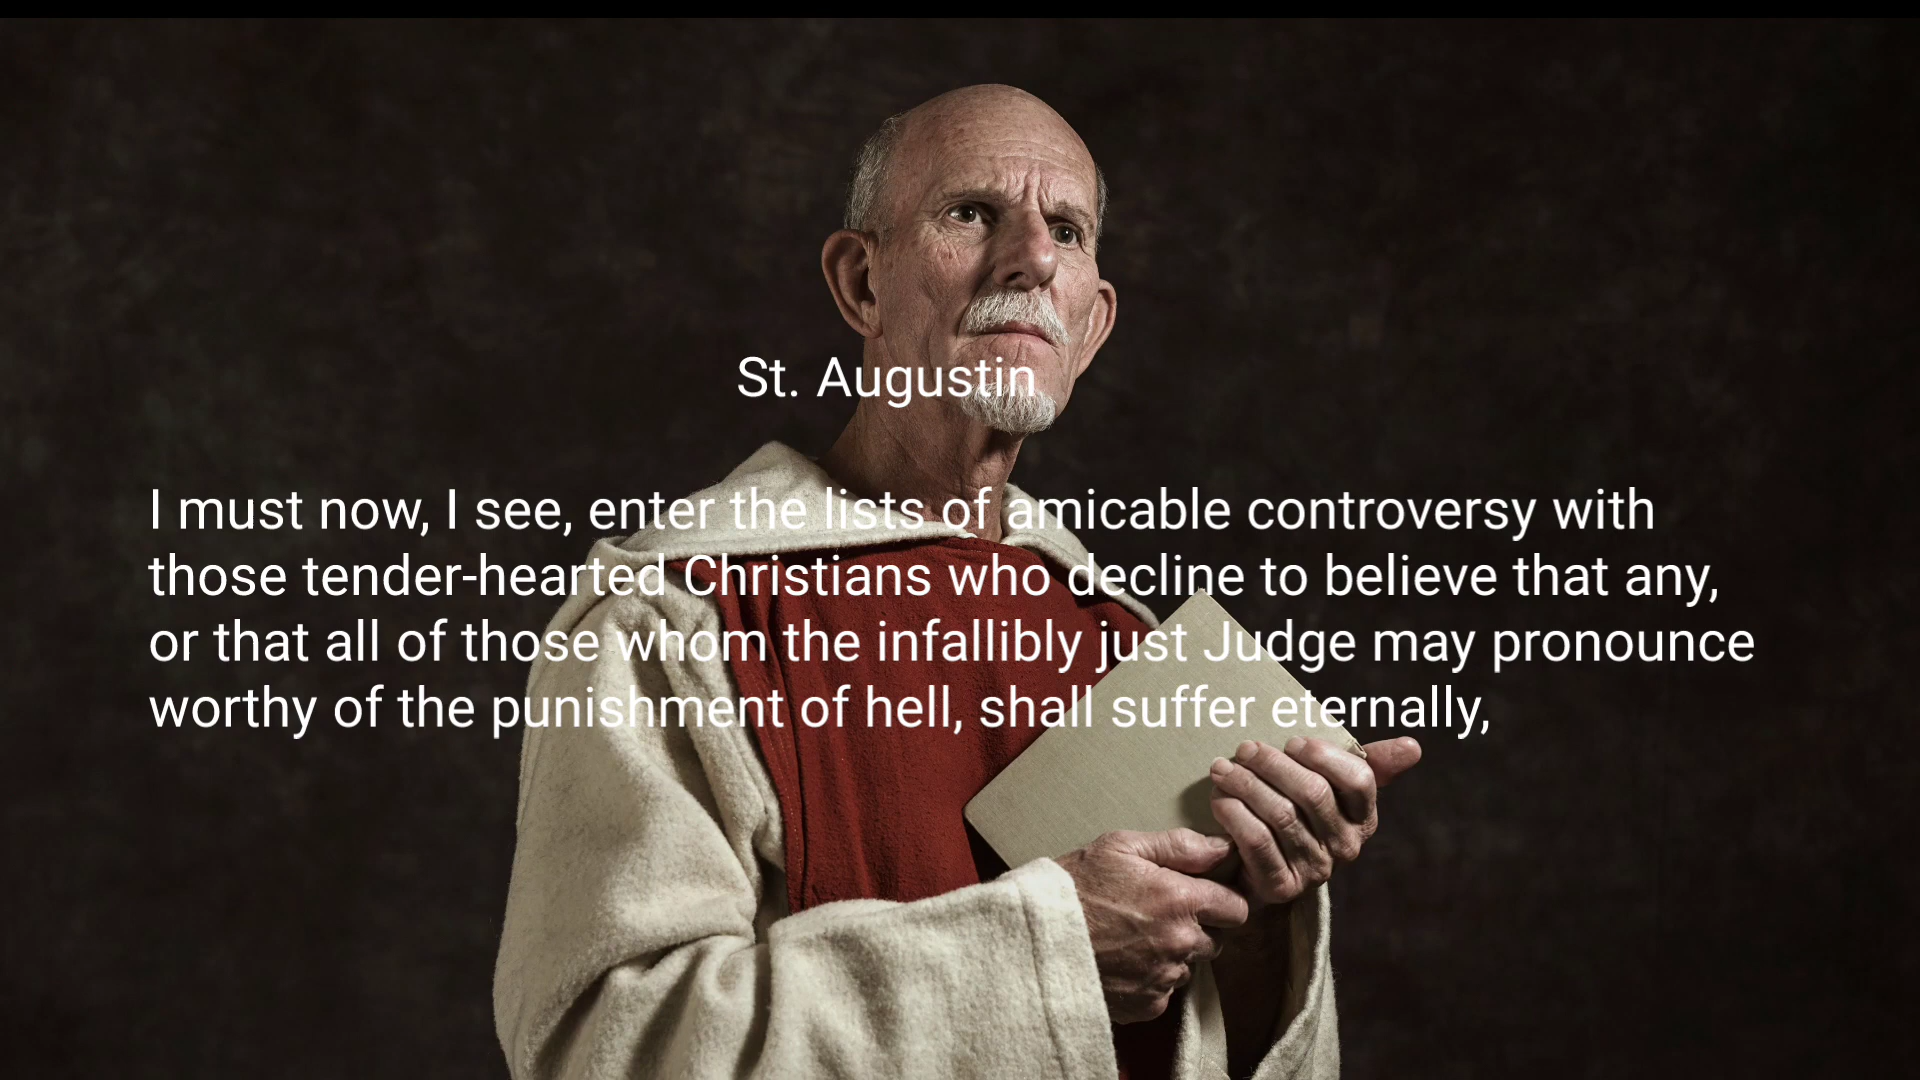 St. Augustin
I must now, I see, enter the lists of amicable controversy with
those tender-hearted Christians who decline to believe that any,
or that all of those whom the infallibly just Judge may pronounce
worthy of the punishment of hell, shall suffer eternally,